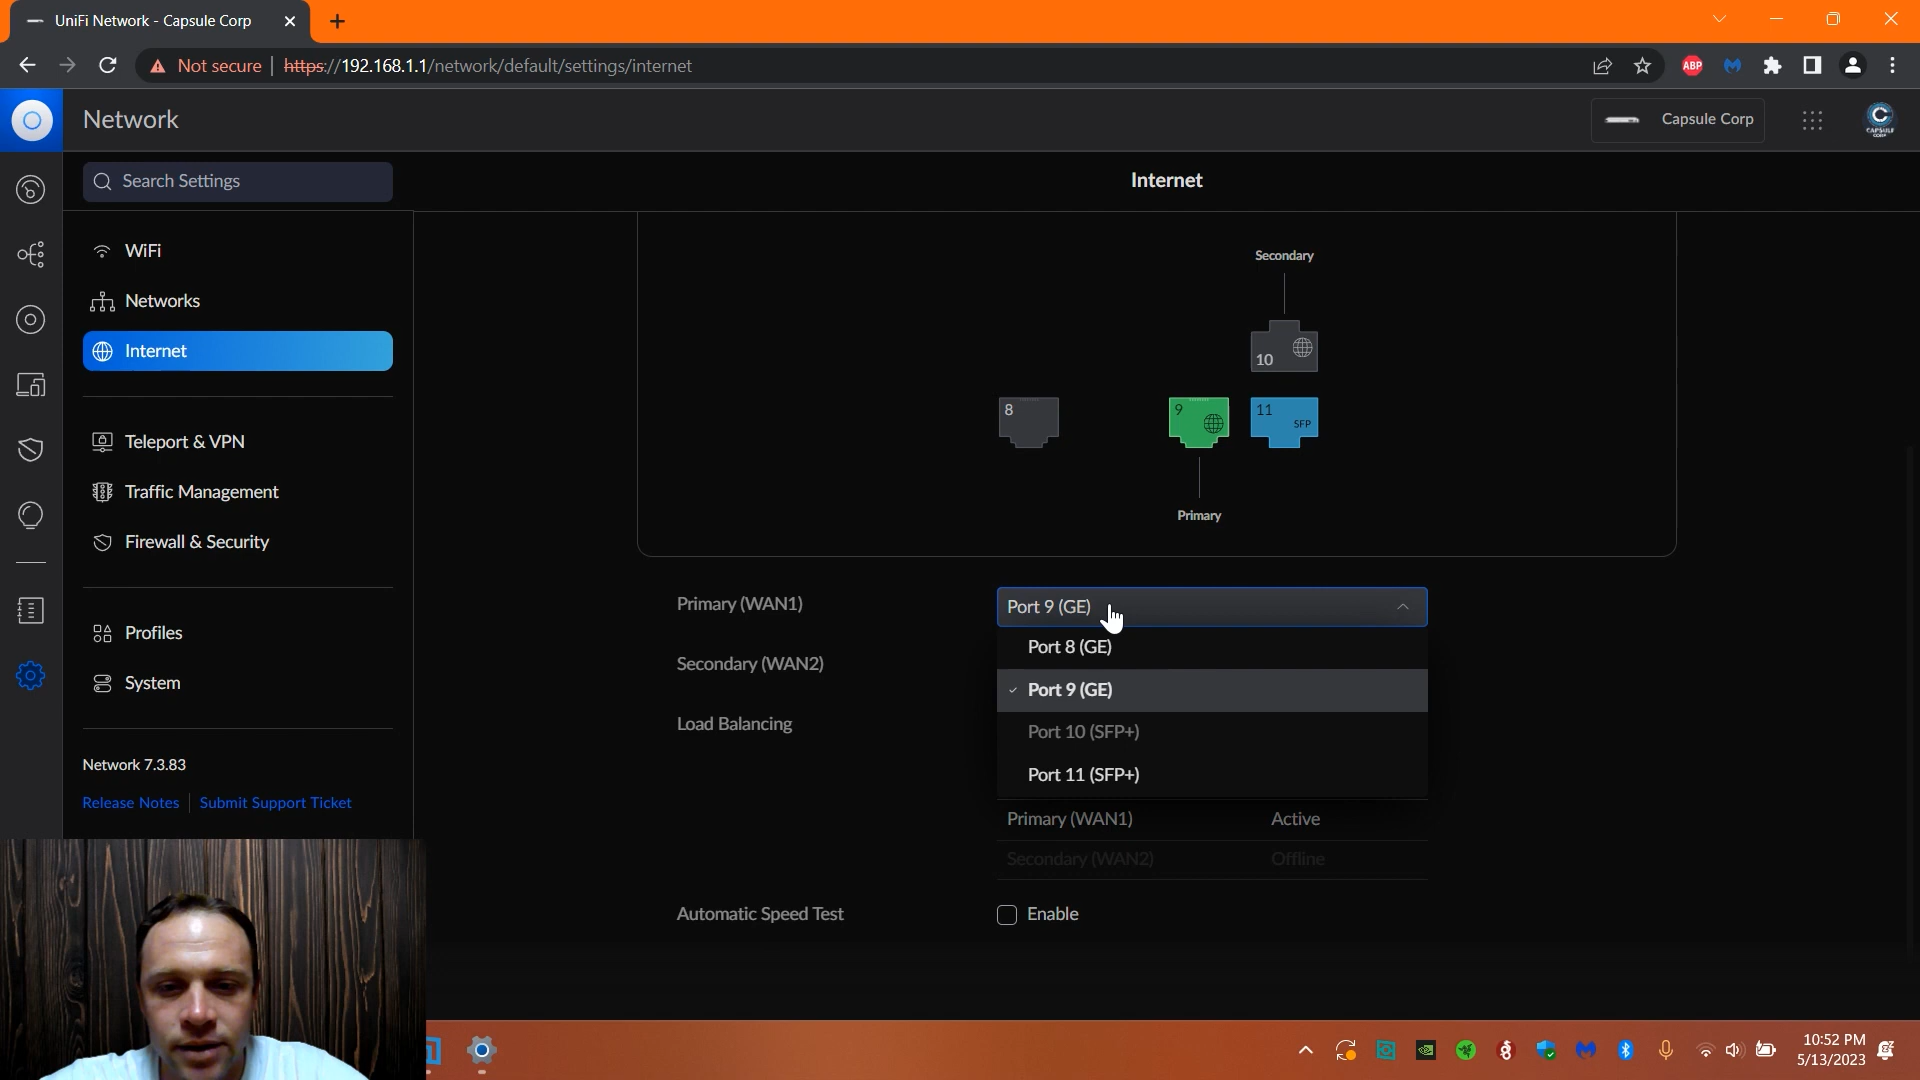 UniFi Network - Capsule Corp
Not secure
https://192.168.1.1/network/default/settings/internet
ABP
Network
Capsule Corp
CAPSULE
CORP
Search Settings
Internet
WiFi
Networks
Internet
Teleport & VPN
Traffic Management
Firewall & Security
Profiles
System
Network 7.3.83
Release Notes
Submit Support Ticket
Secondary
10
8
9
11
SFP
Primary
Primary (WAN1)
Port 9 (GE)
Port 8 (GE)
Secondary (WAN2)
Port 9 (GE)
Load Balancing
Port 10 (SFP+)
Port 11 (SFP+)
Primary (WAN1)
Active
Secondary (WAN2)
Offline
Automatic Speed Test
Enable
10:52 PM
5/13/2023